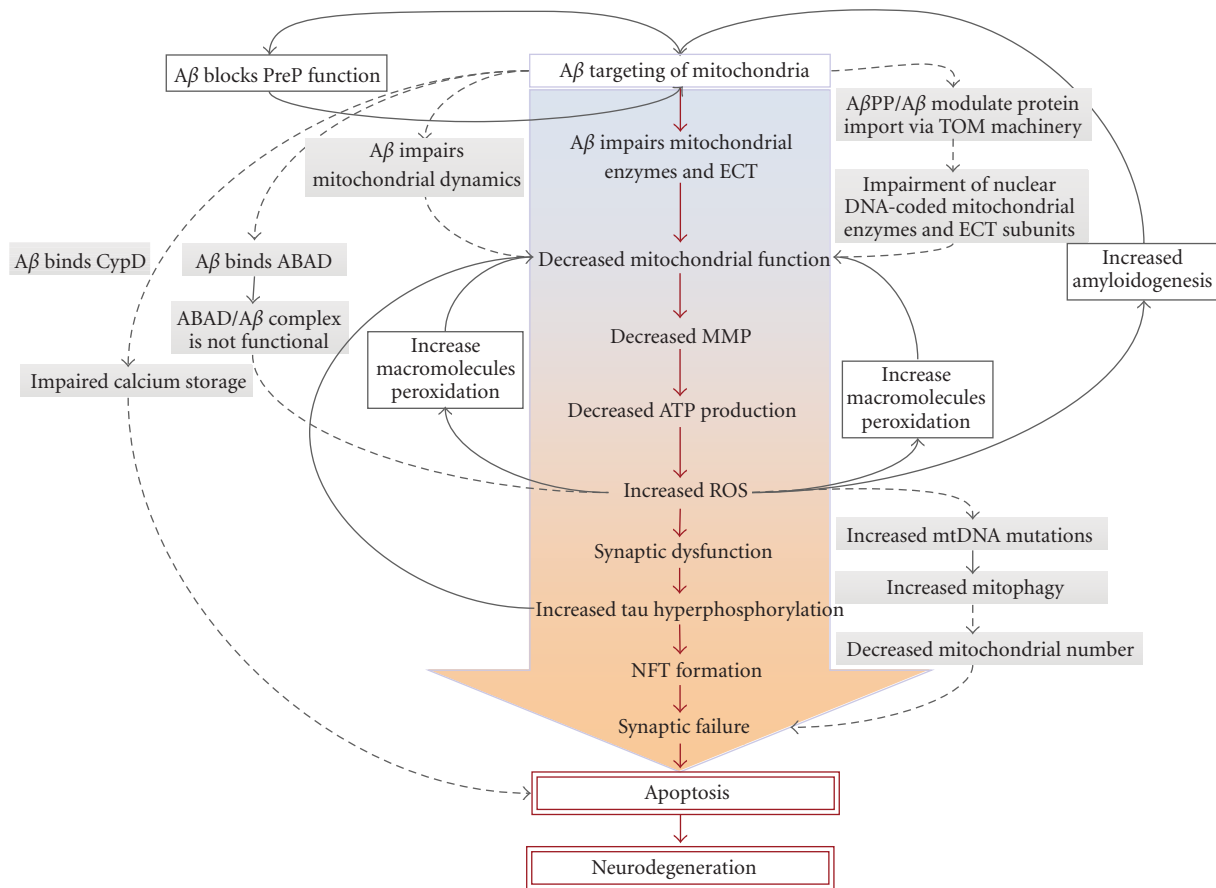 Aβ blocks PreP function
Aβ targeting of mitochondria
AβPP/Aβ modulate protein
import via TOM machinery
Aβ impairs
mitochondrial dynamics
Aβ impairs mitochondrial
enzymes and ECT
Impairment of nuclear
DNA-coded mitochondrial
enzymes and ECT subunits
Aβ binds CypD
Aβ binds ABAD
Decreased mitochondrial function
Increased
amyloidogenesis
ABAD/Aβ complex
is not functional
Decreased MMP
Increase
macromolecules
peroxidation
Increase
macromolecules
peroxidation
Impaired calcium storage
Decreased ATP production
Increased ROS
Increased mtDNA mutations
Synaptic dysfunction
Increased mitophagy
Increased tau hyperphosphorylation
Decreased mitochondrial number
NFT formation
Synaptic failure
Apoptosis
Neurodegeneration